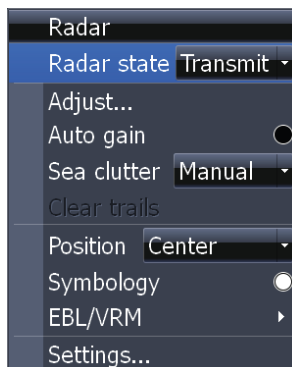 Radar
Radar state Transmit
Adjust...
Auto gain
Sea clutter Manual
Clear trails
Position Center
Symbology
EBL/VRM
Settings...